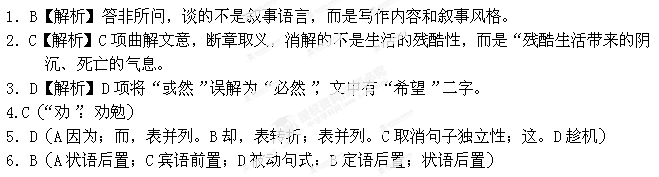 1. B【解析】答非所问，谈的不是叙事语言，而是写作内容和叙事风格。
2. C【解析】C项曲解文意，断章取义，消解的不是生活的残酷性，而是“残酷生活带来的阴
沉、死亡的气息。
3. D【解析】D项将“或然”误解为“必然”；文中有“希望”二字。
4.C（“劝”：劝勉）
5. D（A因为；而，表并列。B却，表转折；表并列。C取消句子独立性；这。D趁机）
6. B（A状语后置；C宾语前置；D被动句式：B定语后置；状语后置）